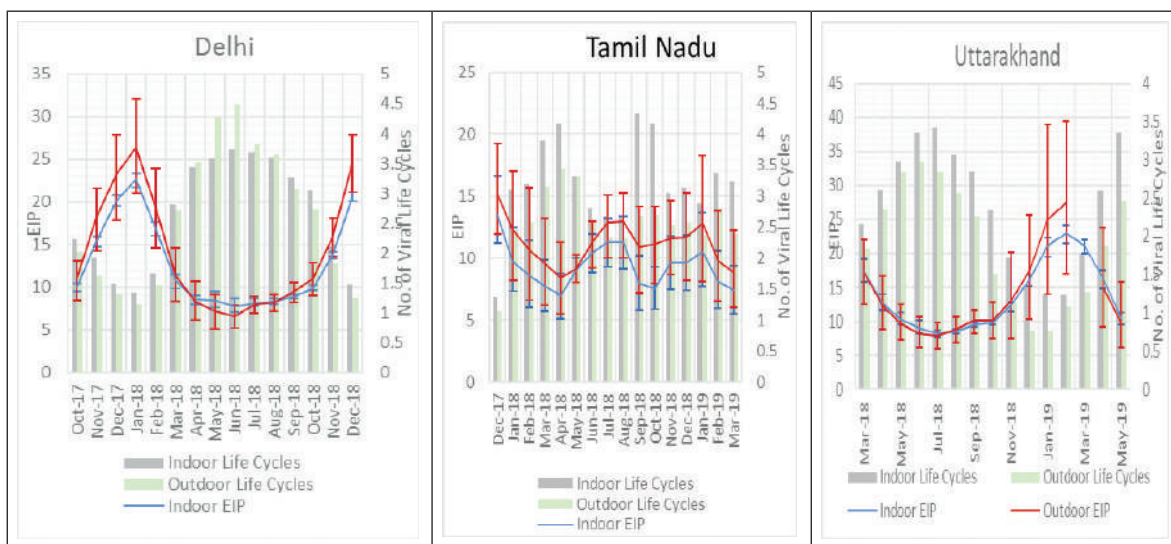 Delhi
35
30
25
20
15
10
5
0
EIP
5
4.5
4
3.5
3
2.5
2
1.5
1
0.5
0
No. of Viral Life Cycles
Oct-17
Nov-17
Dec-17
Jan-18
Feb-18
Mar-18
Apr-18
May-18
Jun-18
Jul-18
Aug-18
Sep-18
Oct-18
Nov-18
Dec-18
Indoor Life Cycles
Outdoor Life Cycles
Indoor EIP
Tamil Nadu
25
20
15
10
5
0
EIP
5
4.5
4
3.5
3
2.5
2
1.5
1
0.5
0
No. of Viral Life Cycles
Dec-17
Jan-18
Feb-18
Mar-18
Apr-18
May-18
Jun-18
Jul-18
Aug-18
Sep-18
Oct-18
Nov-18
Dec-18
Jan-19
Feb-19
Mar-19
Indoor Life Cycles
Outdoor Life Cycles
Indoor EIP
Uttarakhand
45
40
35
30
25
20
15
10
5
0
EIP
4
3.5
3
2.5
2
1.5
1
0.5
0
No. of Viral Life Cycles
Mar-18
May-18
Jul-18
Sep-18
Nov-18
Jan-19
Mar-19
May-19
Indoor Life Cycles
Outdoor Life Cycles
Indoor EIP
Outdoor EIP